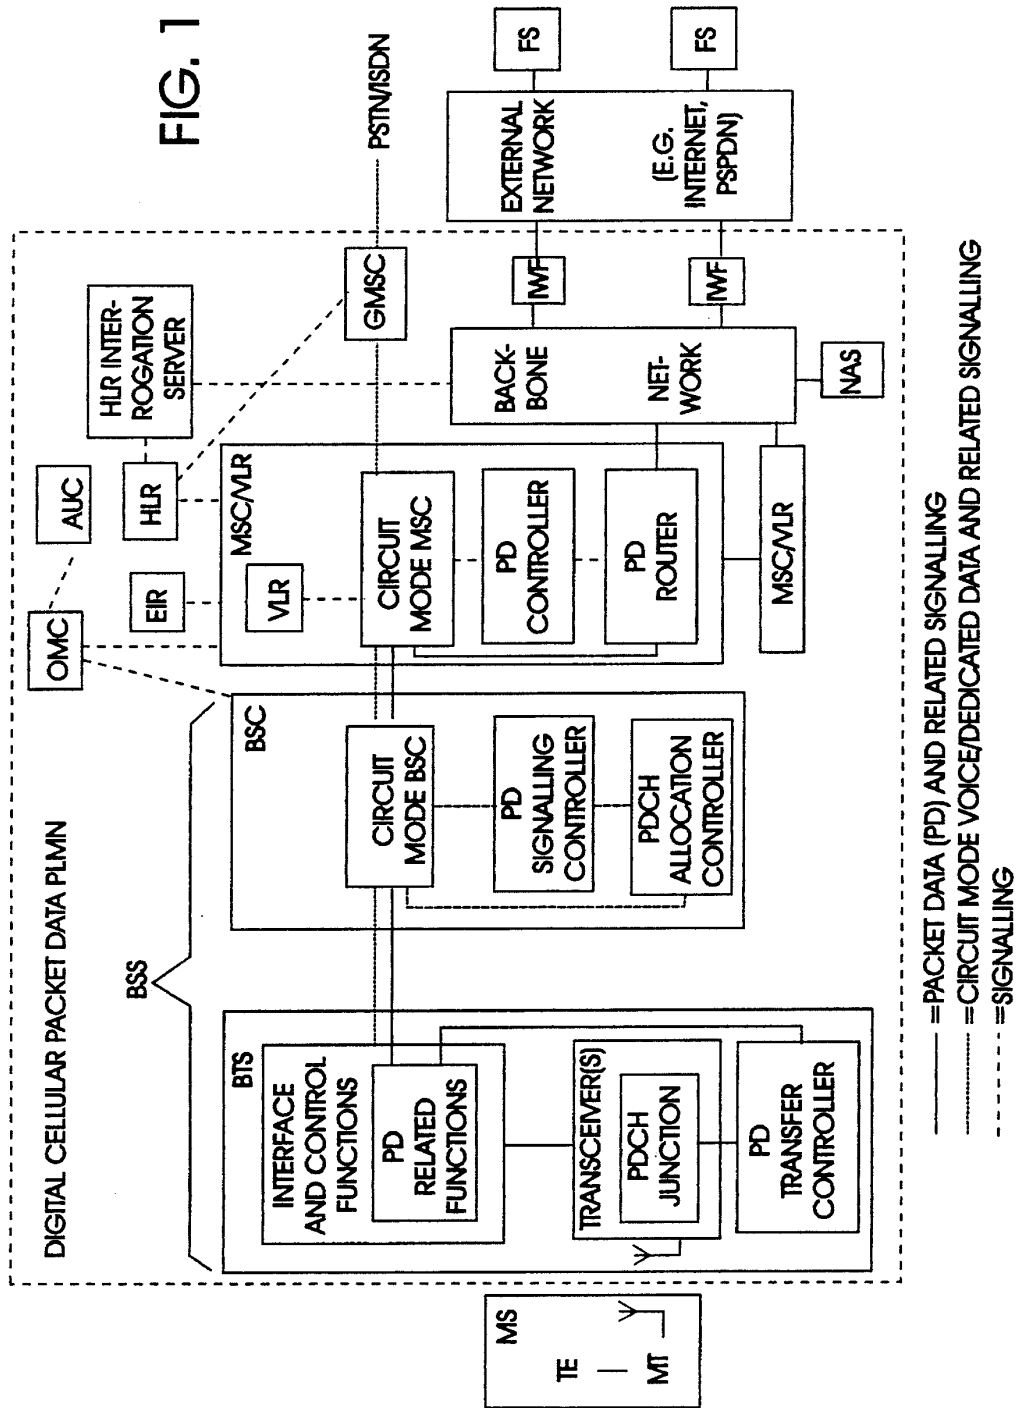 FIG. 1
DIGITAL CELLULAR PACKET DATA PLMN
BSS
OMC
AUC
EIR
HLR
HLR INTER-
ROGATION
SERVER
MS
TE
MT
BTS
INTERFACE
AND CONTROL
FUNCTIONS
PD
RELATED
FUNCTIONS
TRANSCEIVER(S)
PDCH
JUNCTION
PD
TRANSFER
CONTROLLER
BSC
CIRCUIT
MODE BSC
PD
SIGNALLING
CONTROLLER
PDCH
ALLOCATION
CONTROLLER
MSC/VLR
VLR
CIRCUIT
MODE MSC
PD
CONTROLLER
PD
ROUTER
MSC/VLR
GMSC
PSTN/ISDN
BACK-
BONE
NET-
WORK
NAS
IWF
IWF
EXTERNAL
NETWORK
(E.G.
INTERNET,
PSPDN)
FS
FS
=PACKET DATA (PD) AND RELATED SIGNALLING
=CIRCUIT MODE VOICE/DEDICATED DATA AND RELATED SIGNALLING
=SIGNALLING